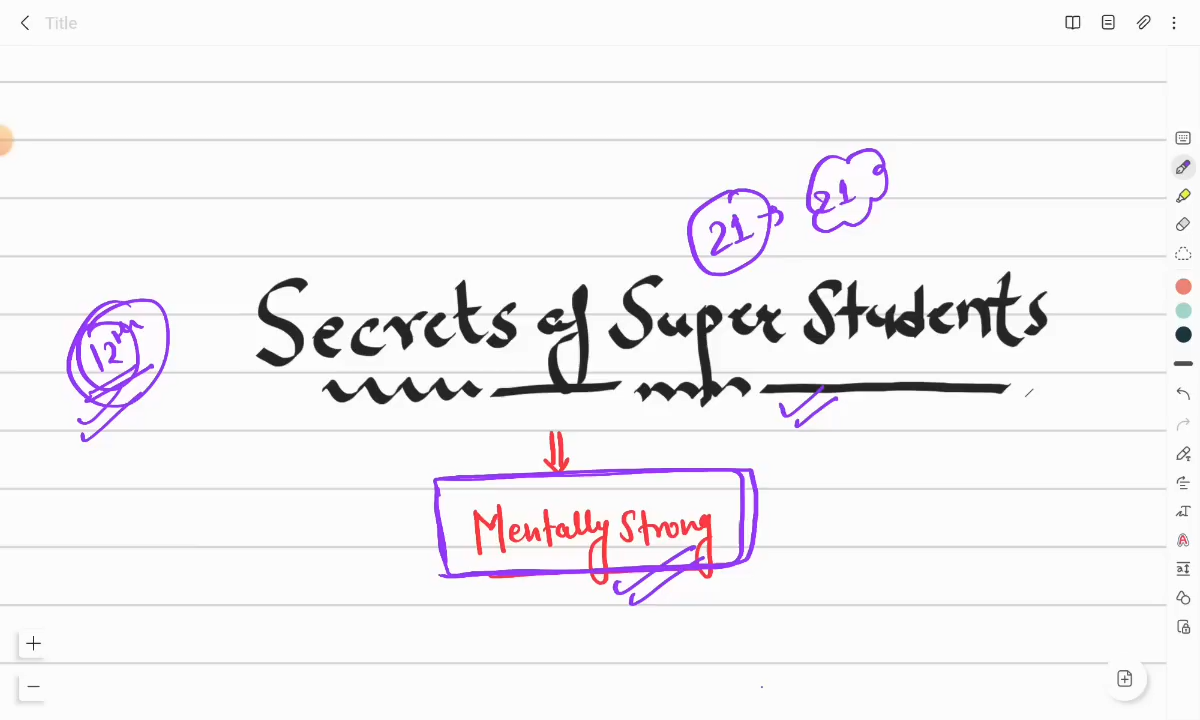 Title
21 → 21
Secrets of Super Students
12th
Mentally Strong